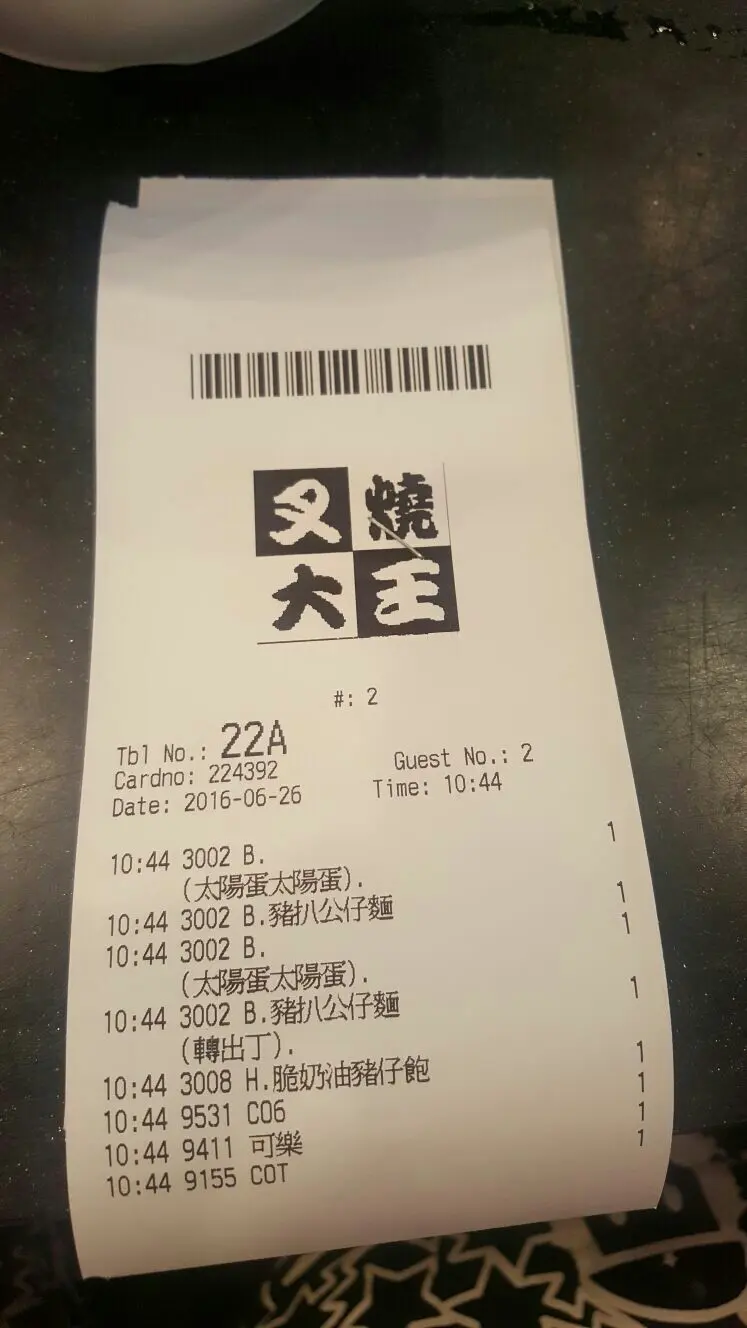 叉燒
大王
#: 2
Tbl No.: 22A
Cardno: 224392 Guest No.: 2
Date: 2016-06-26 Time: 10:44
10:44 3002 B. 1
(太陽蛋太陽蛋).
10:44 3002 B.豬扒公仔麵 1
10:44 3002 B. 1
(太陽蛋太陽蛋).
10:44 3002 B.豬扒公仔麵 1
(轉出丁).
10:44 3008 H.脆奶油豬仔飽 1
10:44 9531 CO6 1
10:44 9411 可樂 1
10:44 9155 COT 1